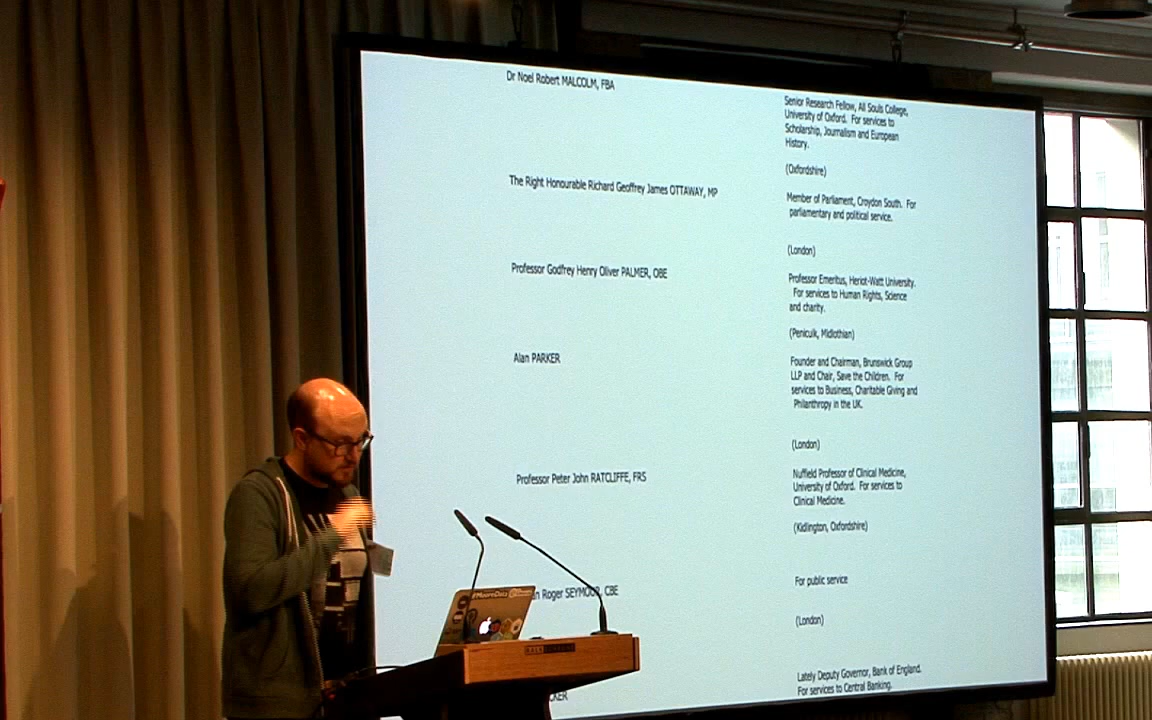 Dr Noel Robert MALCOLM, FBA
Senior Research Fellow, All Souls College,
University of Oxford. For services to
Scholarship, Journalism and European
History.
(Oxfordshire)
The Right Honourable Richard Geoffrey James OTTAWAY, MP
Member of Parliament, Croydon South. For
parliamentary and political service.
(London)
Professor Godfrey Henry Oliver PALMER, OBE
Professor Emeritus, Heriot-Watt University.
For services to Human Rights, Science
and charity.
(Penicuik, Midlothian)
Alan PARKER
Founder and Chairman, Brunswick Group
LLP and Chair, Save the Children. For
services to Business, Charitable Giving and
Philanthropy in the UK.
(London)
Professor Peter John RATCLIFFE, FRS
Nuffield Professor of Clinical Medicine,
University of Oxford. For services to
Clinical Medicine.
(Kidlington, Oxfordshire)
Roger SEYMOUR, CBE
For public service
(London)
Lately Deputy Governor, Bank of England.
For services to Central Banking.
#MoareData